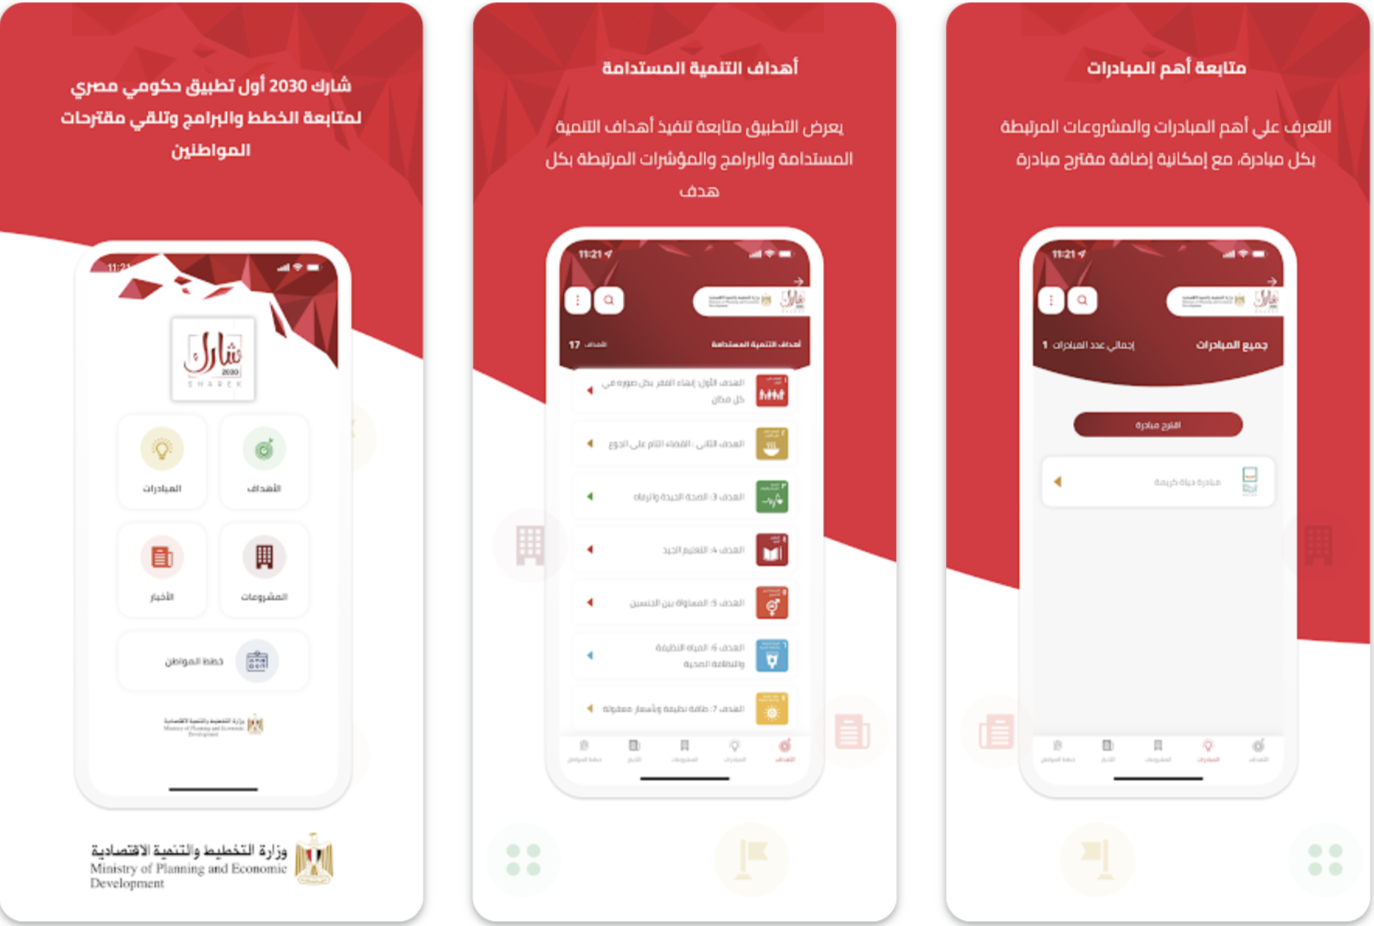 شارك 2030 أول تطبيق حكومي مصري
لمتابعة الخطط والبرامج وتلقي مقترحات
المواطنين
11:21
شارك
2030
SHAREK
الأهداف
المبادرات
المشروعات
الأخبار
خطط المواطن
وزارة التخطيط والتنمية الاقتصادية
Ministry of Planning and Economic
Development
وزارة التخطيط والتنمية الاقتصادية
Ministry of Planning and Economic
Development
أهداف التنمية المستدامة
يعرض التطبيق متابعة تنفيذ أهداف التنمية
المستدامة والبرامج والمؤشرات المرتبطة بكل
هدف
11:21
شارك
أهداف التنمية المستدامة
الأهداف 17
الهدف الأول: إنهاء الفقر بكل صوره في
كل مكان
الهدف الثاني: القضاء التام على الجوع
الهدف 3: الصحة الجيدة والرفاه
الهدف 4: التعليم الجيد
الهدف 5: المساواة بين الجنسين
الهدف 6: المياه النظيفة
والنظافة الصحية
الهدف 7: طاقة نظيفة وبأسعار معقولة
الأهداف
المبادرات
المشروعات
الأخبار
خطط المواطن
متابعة أهم المبادرات
التعرف علي أهم المبادرات والمشروعات المرتبطة
بكل مبادرة، مع إمكانية إضافة مقترح مبادرة
11:21
شارك
جميع المبادرات
إجمالي عدد المبادرات 1
اقترح مبادرة
مبادرة حياة كريمة
الأهداف
المبادرات
المشروعات
الأخبار
خطط المواطن